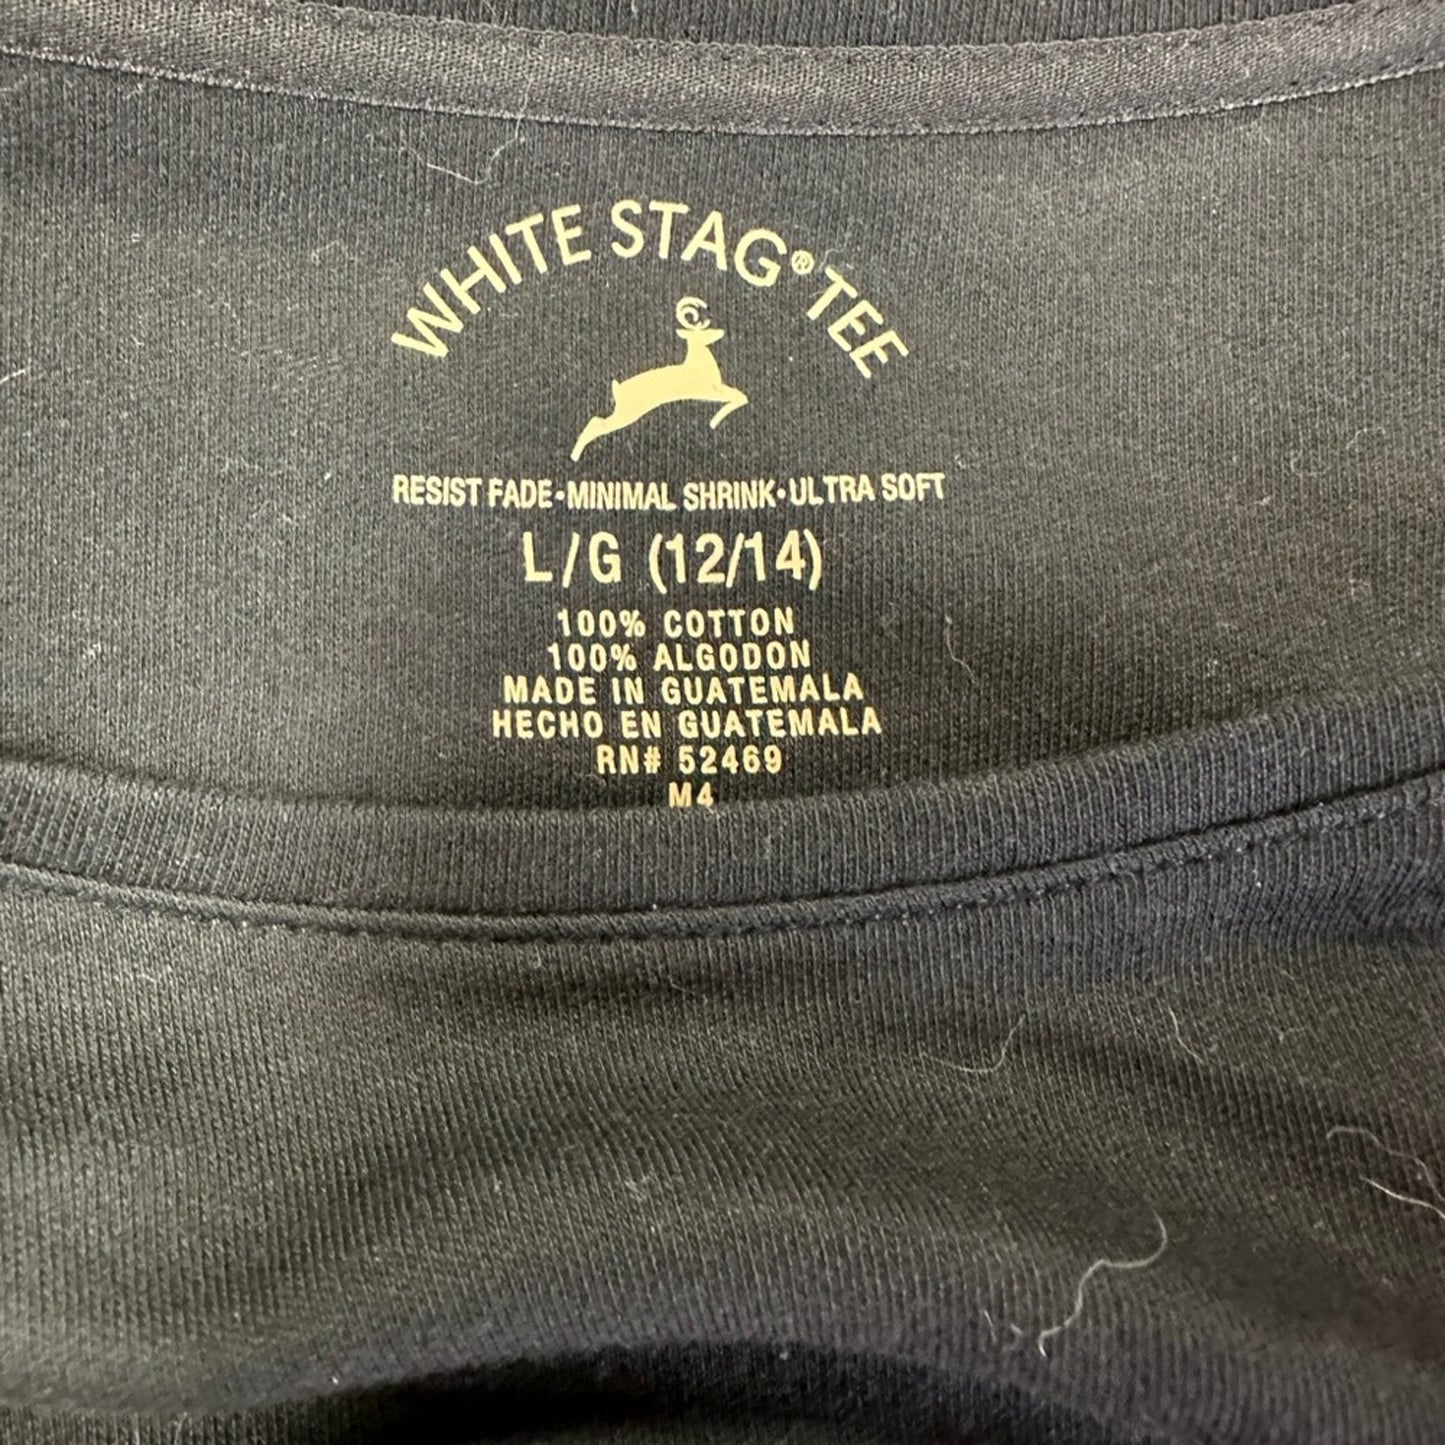 WHITE STAG® TEE
RESIST FADE•MINIMAL SHRINK•ULTRA SOFT
L/G (12/14)
100% COTTON
100% ALGODON
MADE IN GUATEMALA
HECHO EN GUATEMALA
RN# 52469
M4